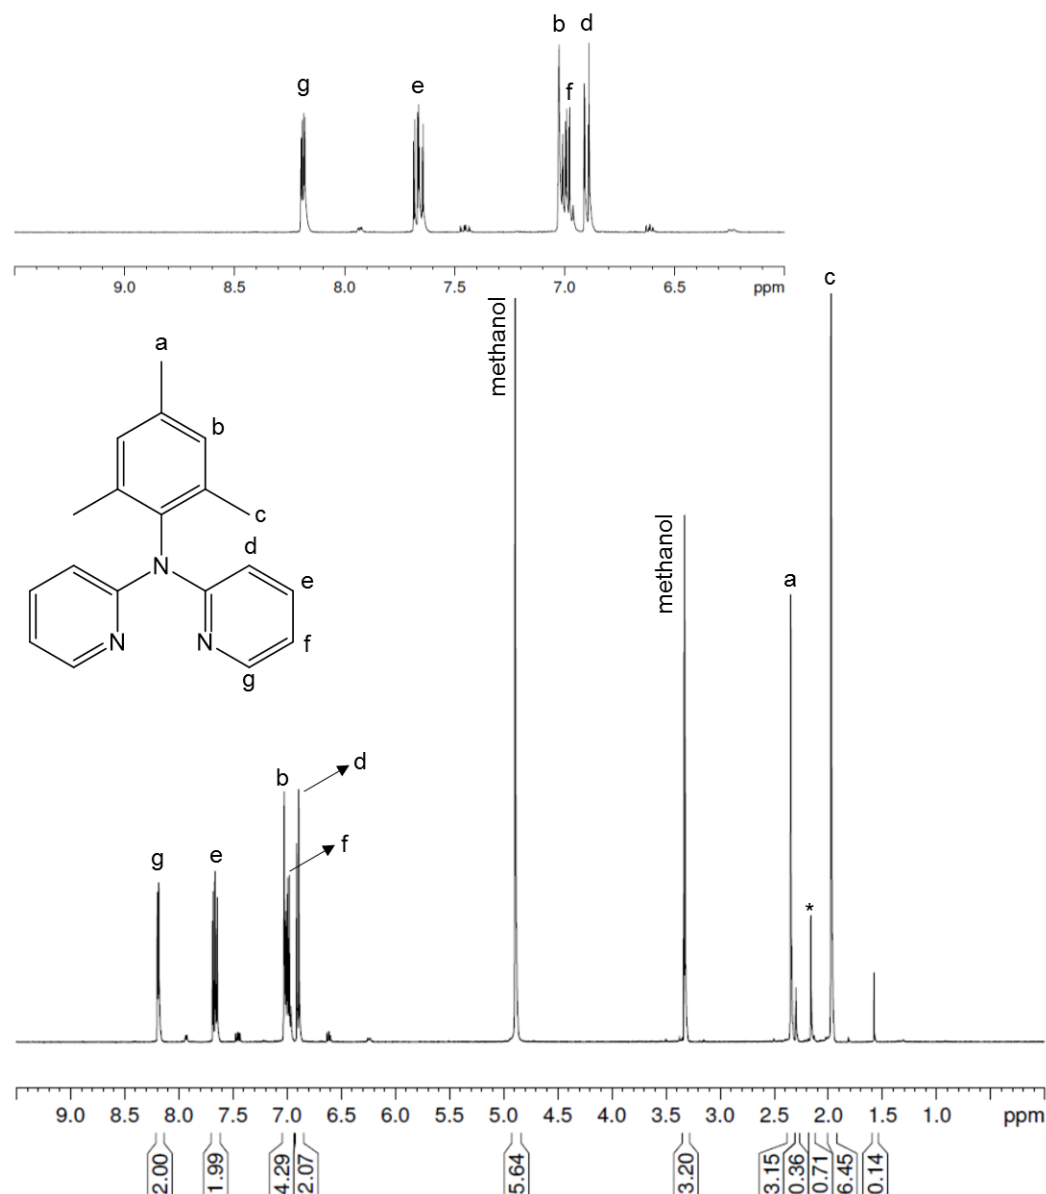 b d
g e f
9.0 8.5 8.0 7.5 7.0 6.5 ppm
c
methanol
a
b
c
N d
e
N N f
g
methanol
a
b d
g e f
*
9.0 8.5 8.0 7.5 7.0 6.5 6.0 5.5 5.0 4.5 4.0 3.5 3.0 2.5 2.0 1.5 1.0 ppm
2.00 1.99 4.29 2.07 5.64 3.20 3.15 0.36 0.71 6.45 0.14